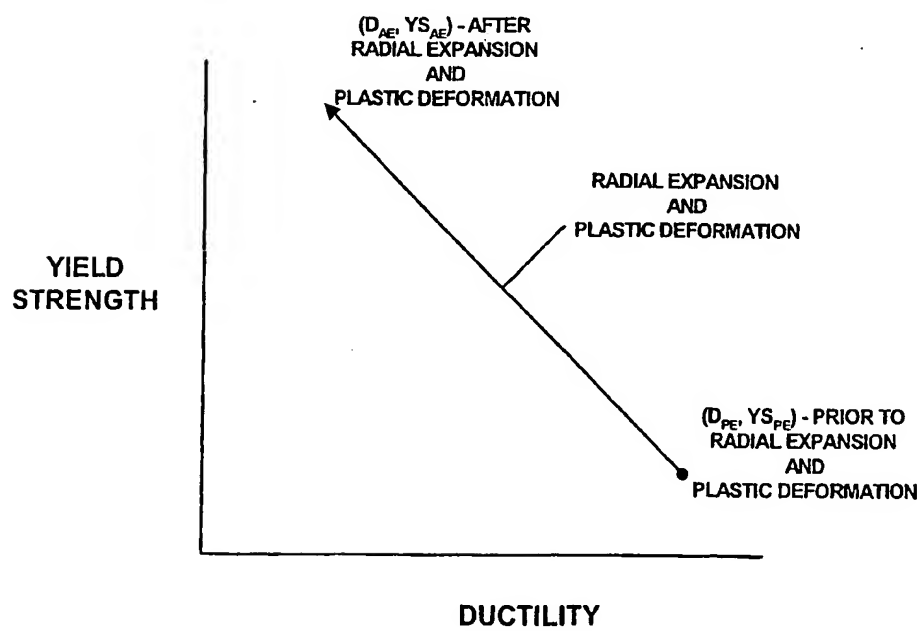 (D_AE, YS_AE) - AFTER
RADIAL EXPANSION
AND
PLASTIC DEFORMATION
RADIAL EXPANSION
AND
PLASTIC DEFORMATION
YIELD
STRENGTH
(D_PE, YS_PE) - PRIOR TO
RADIAL EXPANSION
AND
PLASTIC DEFORMATION
DUCTILITY